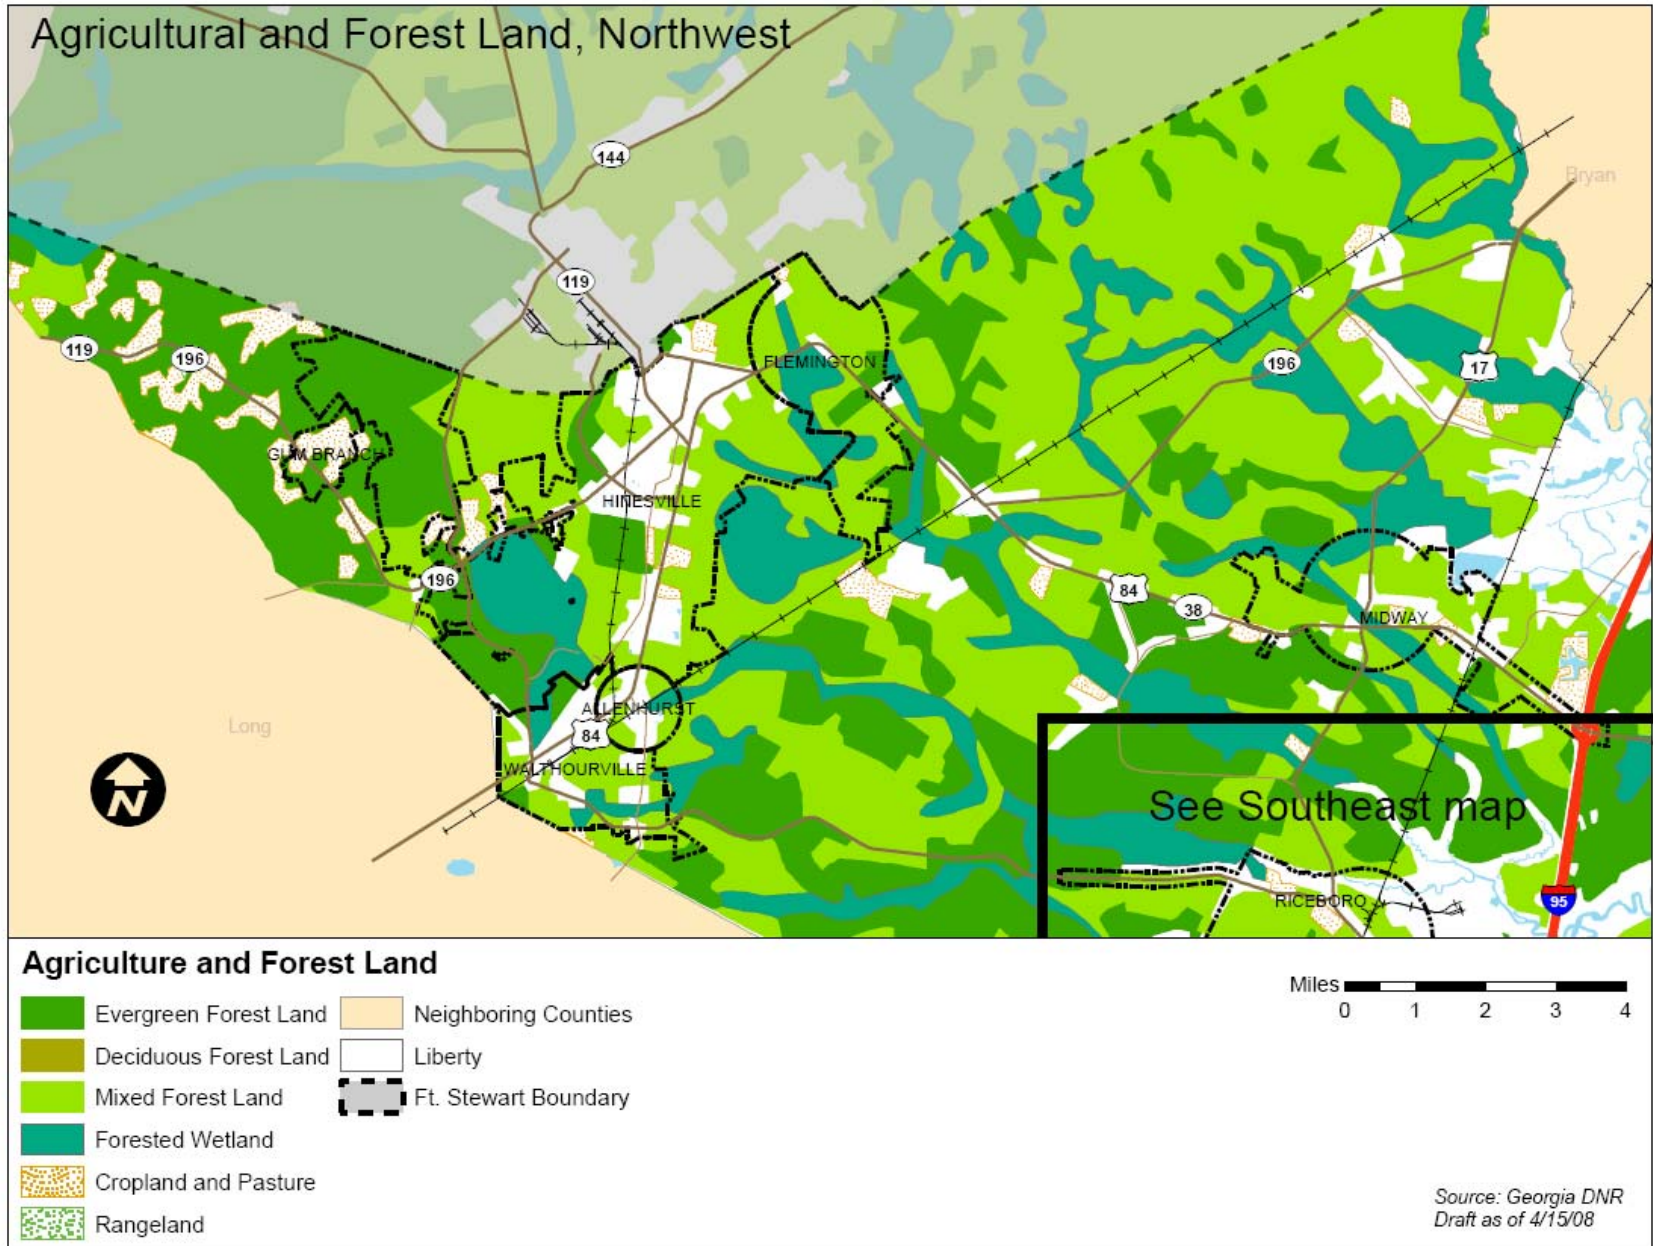 Agricultural and Forest Land, Northwest
144
Bryan
119
119
196
FLEMINGTON
196
17
GUM BRANCH
HINESVILLE
196
84
38
MIDWAY
ALLENHURST
Long
84
WALTHOURVILLE
N
See Southeast map
RICEBORO
95
Agriculture and Forest Land
Evergreen Forest Land
Deciduous Forest Land
Mixed Forest Land
Forested Wetland
Cropland and Pasture
Rangeland
Neighboring Counties
Liberty
Ft. Stewart Boundary
Miles
0 1 2 3 4
Source: Georgia DNR
Draft as of 4/15/08